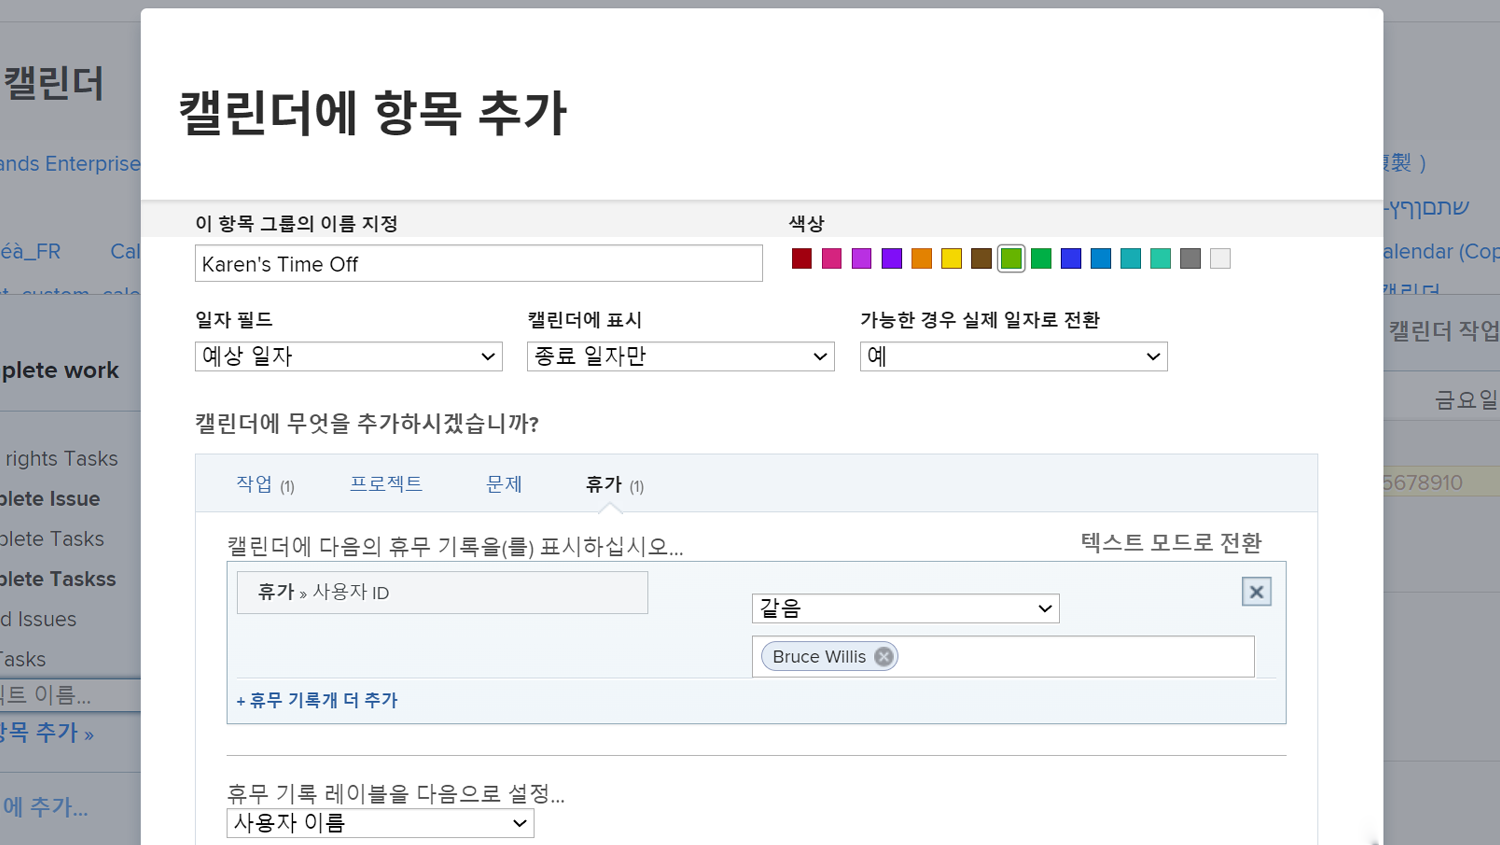 캘린더
ands Enterprise
éà_FR
Cal
plete work
rights Tasks
plete Issue
plete Tasks
plete Taskss
d Issues
Tasks
트 이름...
항목 추가 »
에 추가...
캘린더에 항목 추가
이 항목 그룹의 이름 지정
색상
Karen's Time Off
일자 필드
캘린더에 표시
가능한 경우 실제 일자로 전환
예상 일자
종료 일자만
예
캘린더에 무엇을 추가하시겠습니까?
작업 (1)
프로젝트
문제
휴가 (1)
캘린더에 다음의 휴무 기록을(를) 표시하십시오...
텍스트 모드로 전환
휴가 » 사용자 ID
같음
Bruce Willis
+ 휴무 기록개 더 추가
휴무 기록 레이블을 다음으로 설정...
사용자 이름
複製 )
שתםןףץ-
alendar (Cop
캘린더
캘린더 작업
금요일
5678910